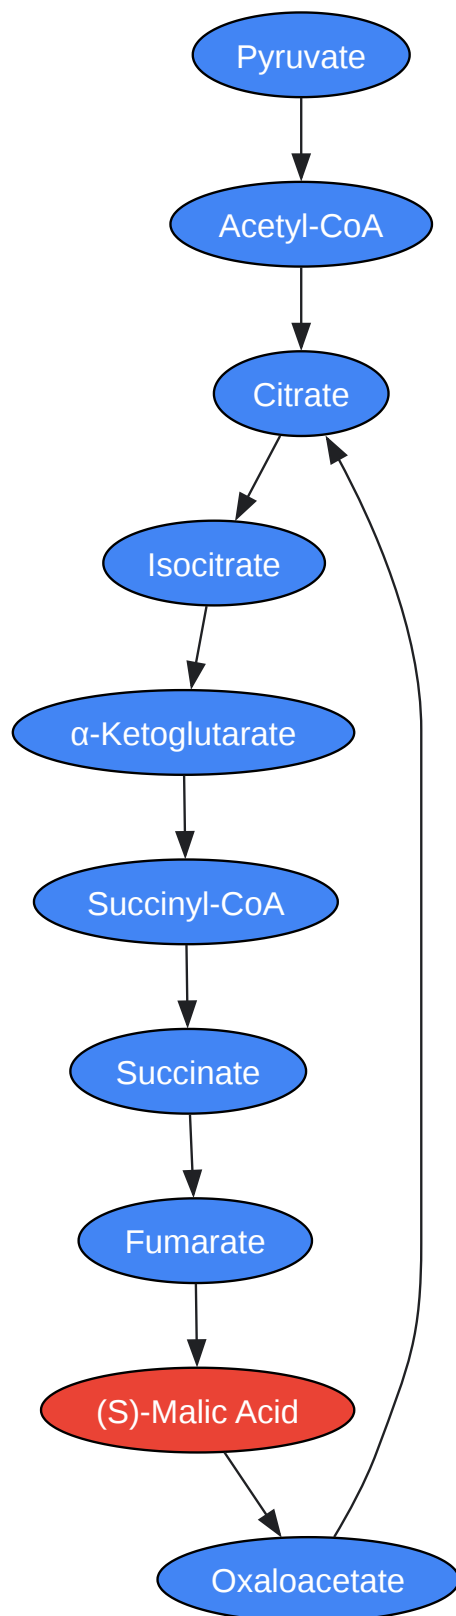 Pyruvate
Acetyl-CoA
Citrate
Isocitrate
α-Ketoglutarate
Succinyl-CoA
Succinate
Fumarate
(S)-Malic Acid
Oxaloacetate